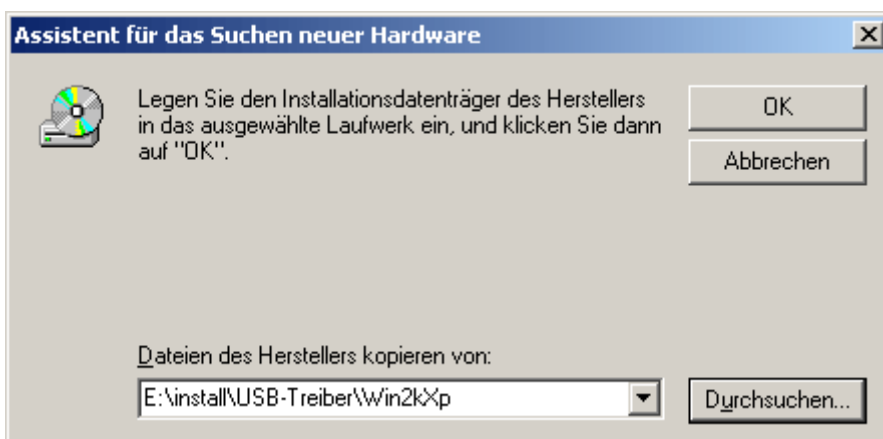 Assistent für das Suchen neuer Hardware
Legen Sie den Installationsdatenträger des Herstellers
in das ausgewählte Laufwerk ein, und klicken Sie dann
auf "OK".
OK
Abbrechen
Dateien des Herstellers kopieren von:
E:\install\USB-Treiber\Win2kXp
Durchsuchen...